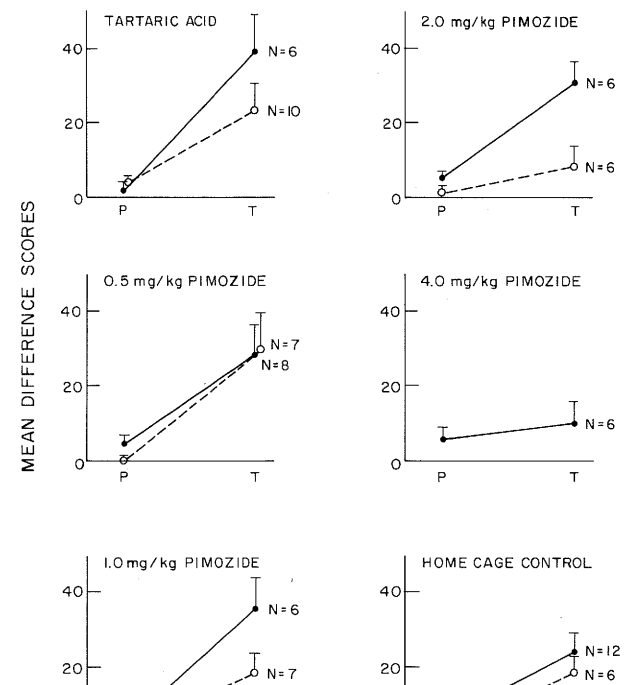 TARTARIC ACID
40
20
0
P T
N=6
N=10
2.0 mg/kg PIMOZIDE
40
20
0
P T
N=6
N=6
MEAN DIFFERENCE SCORES
0.5 mg/kg PIMOZIDE
40
20
0
P T
N=7
N=8
4.0 mg/kg PIMOZIDE
40
20
0
P T
N=6
1.0 mg/kg PIMOZIDE
40
20
N=6
N=7
HOME CAGE CONTROL
40
20
N=12
N=6